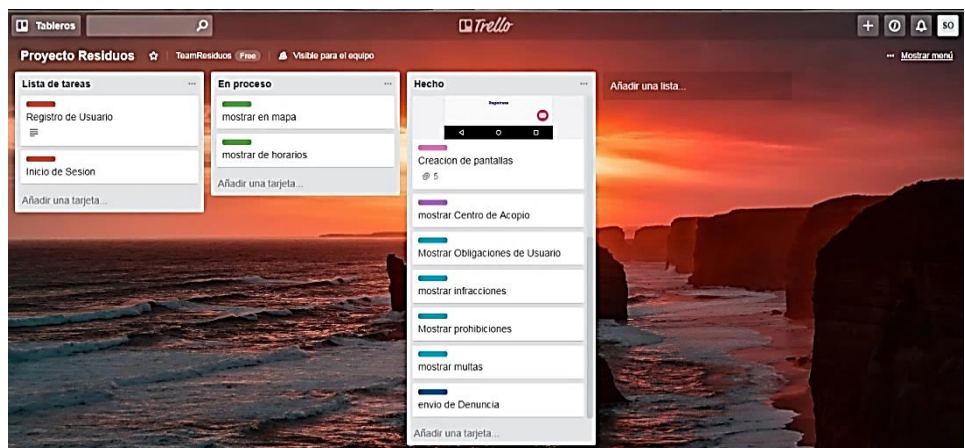 Tableros
Trello
SO
Proyecto Residuos
TeamResiduos Free
Visible para el equipo
... Mostrar menú
Lista de tareas ...
Registro de Usuario
Inicio de Sesion
Añadir una tarjeta...
En proceso ...
mostrar en mapa
mostrar de horarios
Añadir una tarjeta...
Hecho ...
Creacion de pantallas
5
mostrar Centro de Acopio
Mostrar Obligaciones de Usuario
mostrar infracciones
Mostrar prohibiciones
mostrar multas
envio de Denuncia
Añadir una tarjeta...
Añadir una lista...